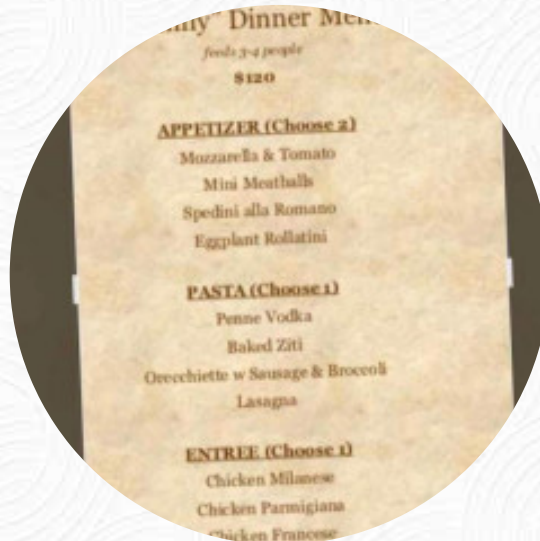 Dinner
feeds 3-4 people
$120
APPETIZER (Choose 2)
Mozzarella & Tomato
Mini Meatballs
Spedini alla Romano
Eggplant Rollatini
PASTA (Choose 1)
Penne Vodka
Baked Ziti
Orecchiette w Sausage & Broccoli
Lasagna
ENTREE (Choose 1)
Chicken Milanese
Chicken Parmigiana
Chicken Francese